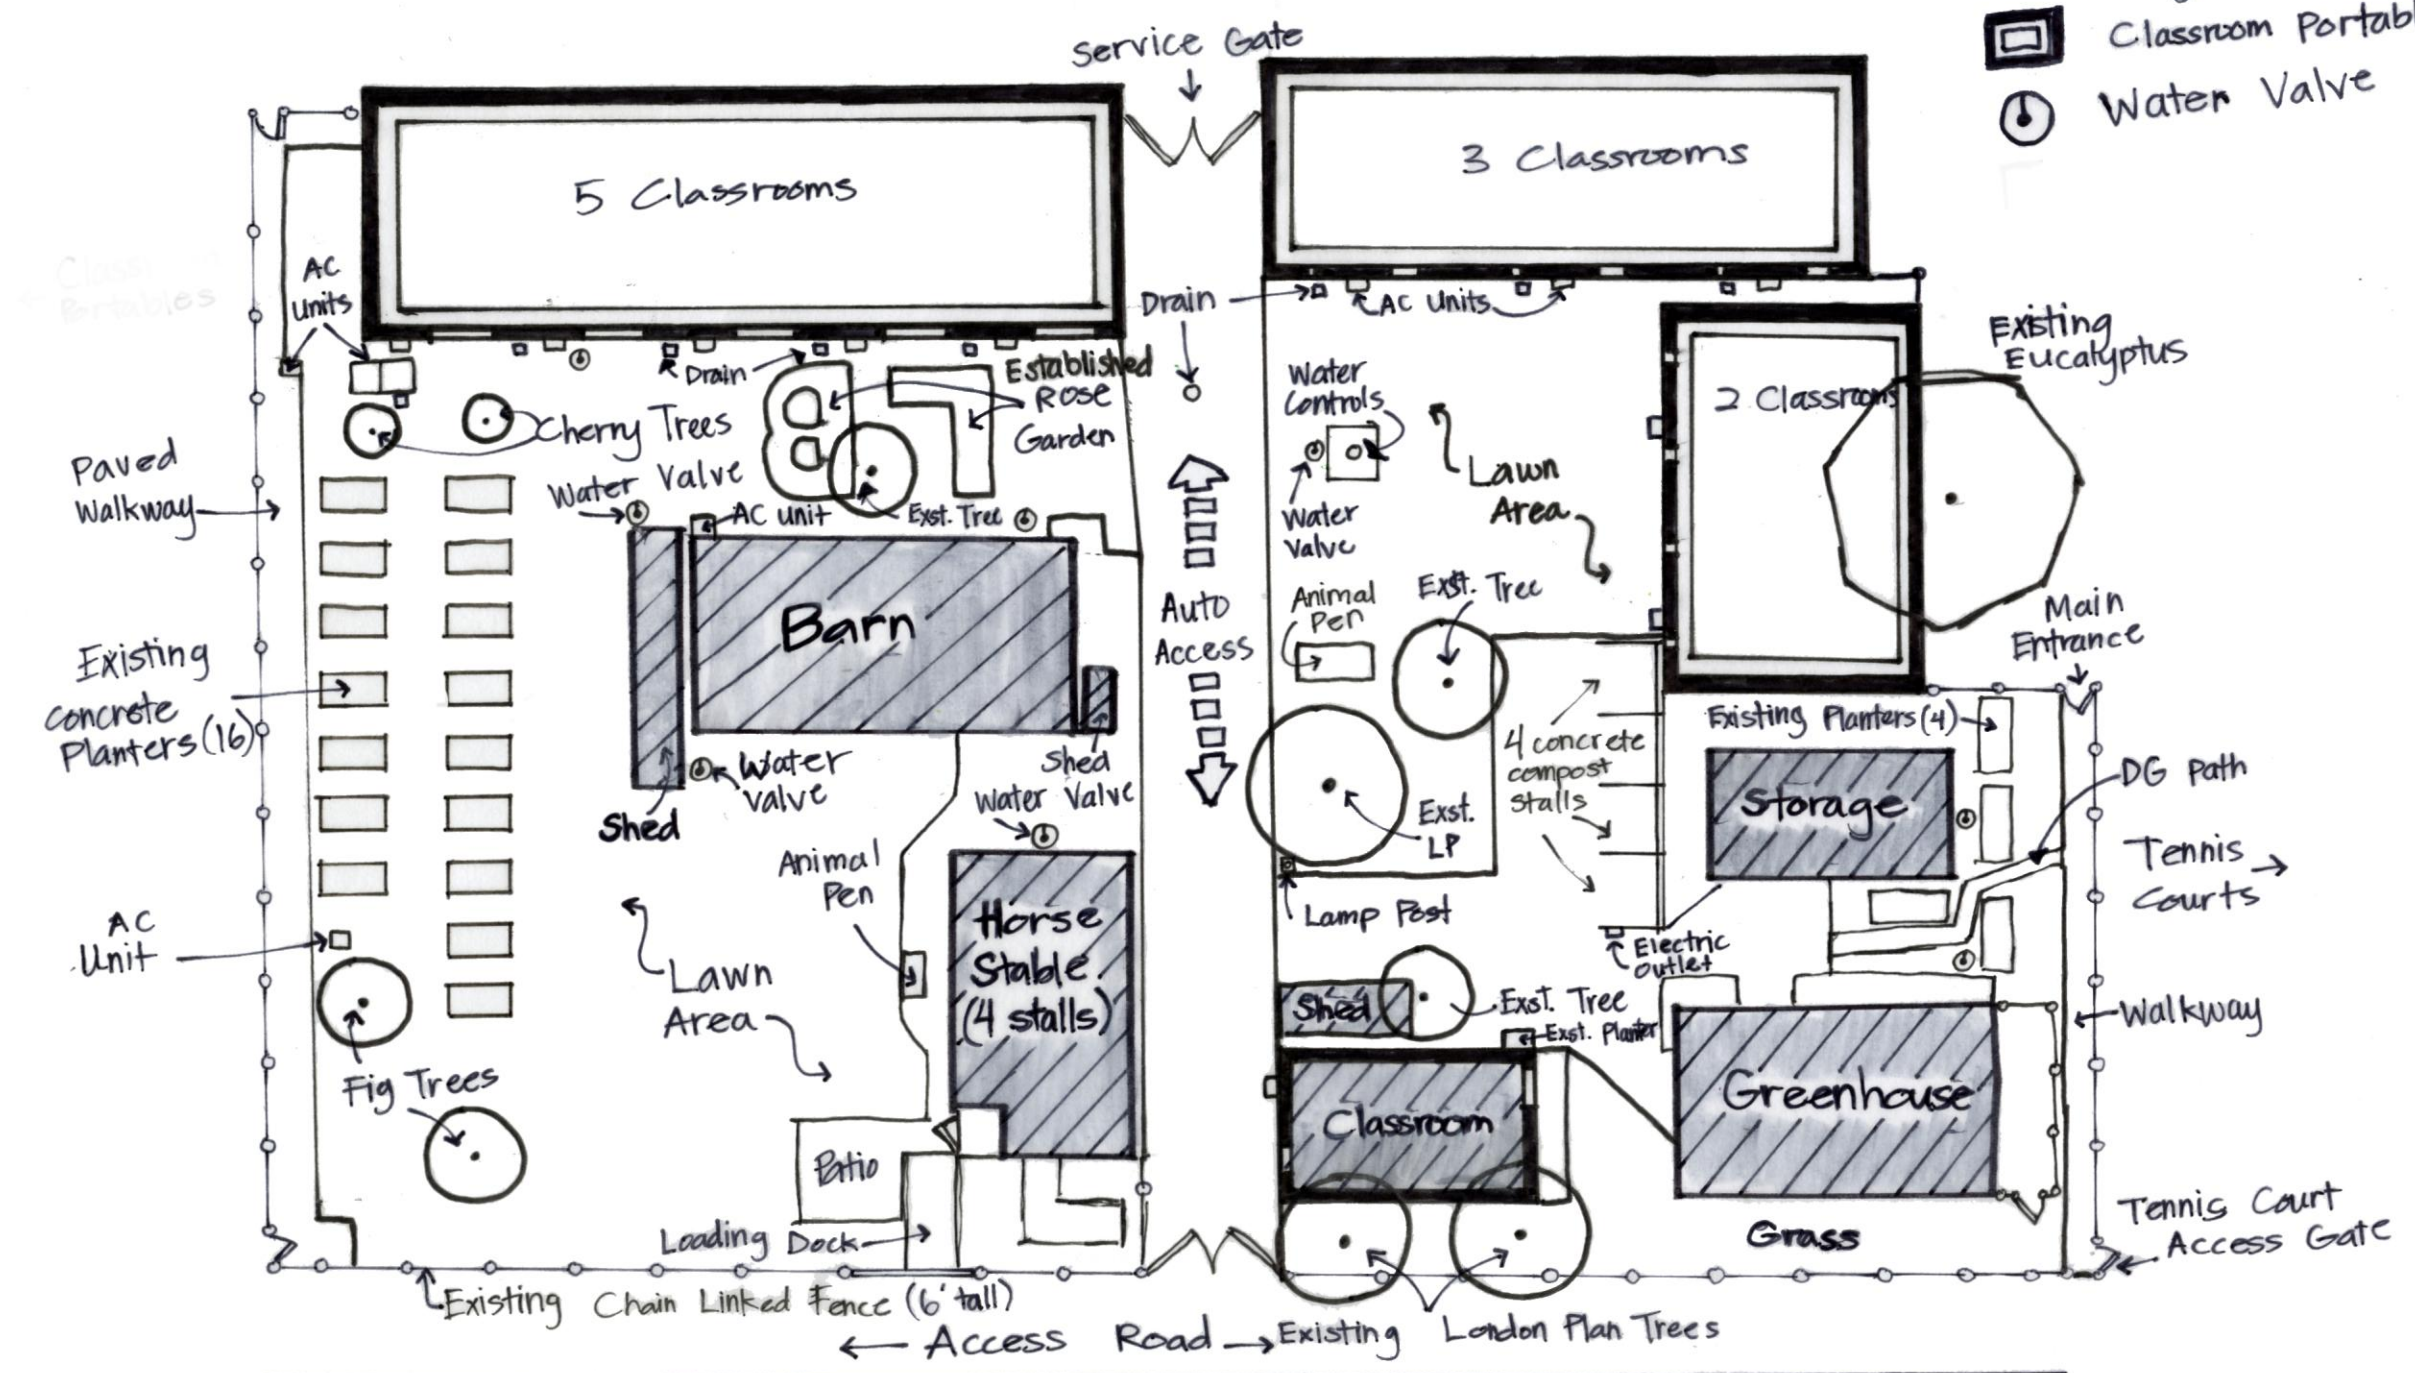 Service Gate
Classroom
Water Valve
5 Classrooms
3 Classrooms
AC
Units
Drain
AC Units
Existing
Eucalyptus
Drain
Established
Rose
Garden
Cherry Trees
Water
Controls
2 Classrooms
Paved
Walkway
Water Valve
AC Unit
Exst. Tree
Lawn
Area
Water
Valve
Barn
Auto
Access
Animal
Pen
Exst. Tree
Main
Entrance
Existing
Concrete
Planters (16)
Existing Planters (4)
4 concrete
compost
stalls
Shed
Water
Valve
Shed
Water Valve
Exst.
LP
Storage
DG Path
Tennis
Courts
Animal
Pen
Horse
Stable
(4 stalls)
Lamp Post
Electric
Outlet
AC
Unit
Lawn
Area
Shed
Exst. Tree
Exst. Planter
Walkway
Fig Trees
Classroom
Greenhouse
Patio
Loading Dock
Grass
Tennis Court
Access Gate
Existing Chain Linked Fence (6' tall)
Access Road
Existing London Plan Trees